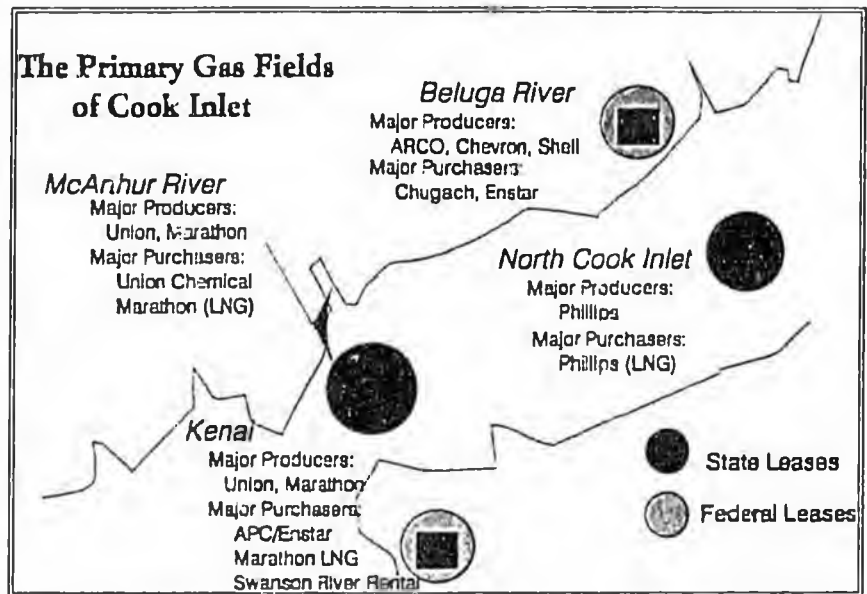 The Primary Gas Fields
of Cook Inlet
Beluga River
Major Producers:
ARCO, Chevron, Shell
Major Purchasers:
Chugach, Enstar
McArthur River
Major Producers:
Union, Marathon
Major Purchasers:
Union Chemical
Marathon (LNG)
North Cook Inlet
Major Producers:
Phillips
Major Purchasers:
Phillips (LNG)
Kenai
Major Producers:
Union, Marathon
Major Purchasers:
APC/Enstar
Marathon LNG
Swanson River Rental
State Leases
Federal Leases